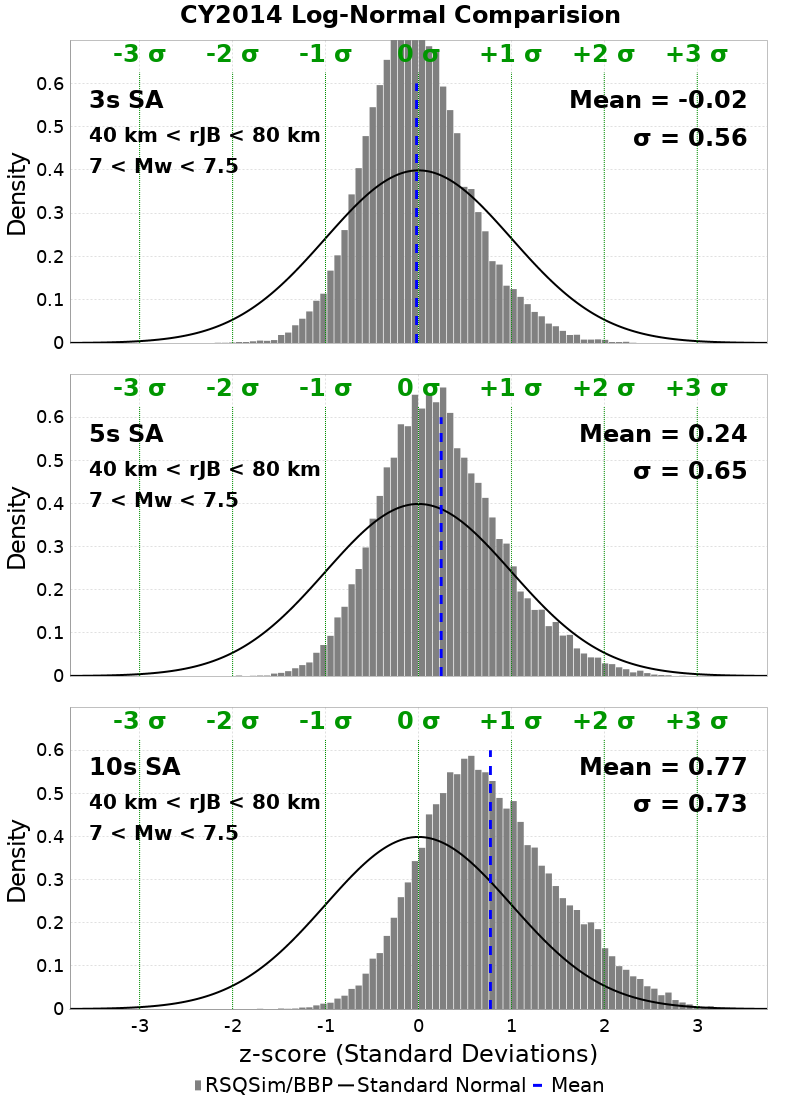 CY2014 Log-Normal Comparision
-3 σ -2 σ -1 σ 0 σ +1 σ +2 σ +3 σ
3s SA
40 km < rJB < 80 km
7 < Mw < 7.5
Mean = -0.02
σ = 0.56
0.6
0.5
0.4
0.3
0.2
0.1
0
Density
-3 σ -2 σ -1 σ 0 σ +1 σ +2 σ +3 σ
5s SA
40 km < rJB < 80 km
7 < Mw < 7.5
Mean = 0.24
σ = 0.65
0.6
0.5
0.4
0.3
0.2
0.1
0
Density
-3 σ -2 σ -1 σ 0 σ +1 σ +2 σ +3 σ
10s SA
40 km < rJB < 80 km
7 < Mw < 7.5
Mean = 0.77
σ = 0.73
0.6
0.5
0.4
0.3
0.2
0.1
0
Density
-3 -2 -1 0 1 2 3
z-score (Standard Deviations)
RSQSim/BBP Standard Normal Mean